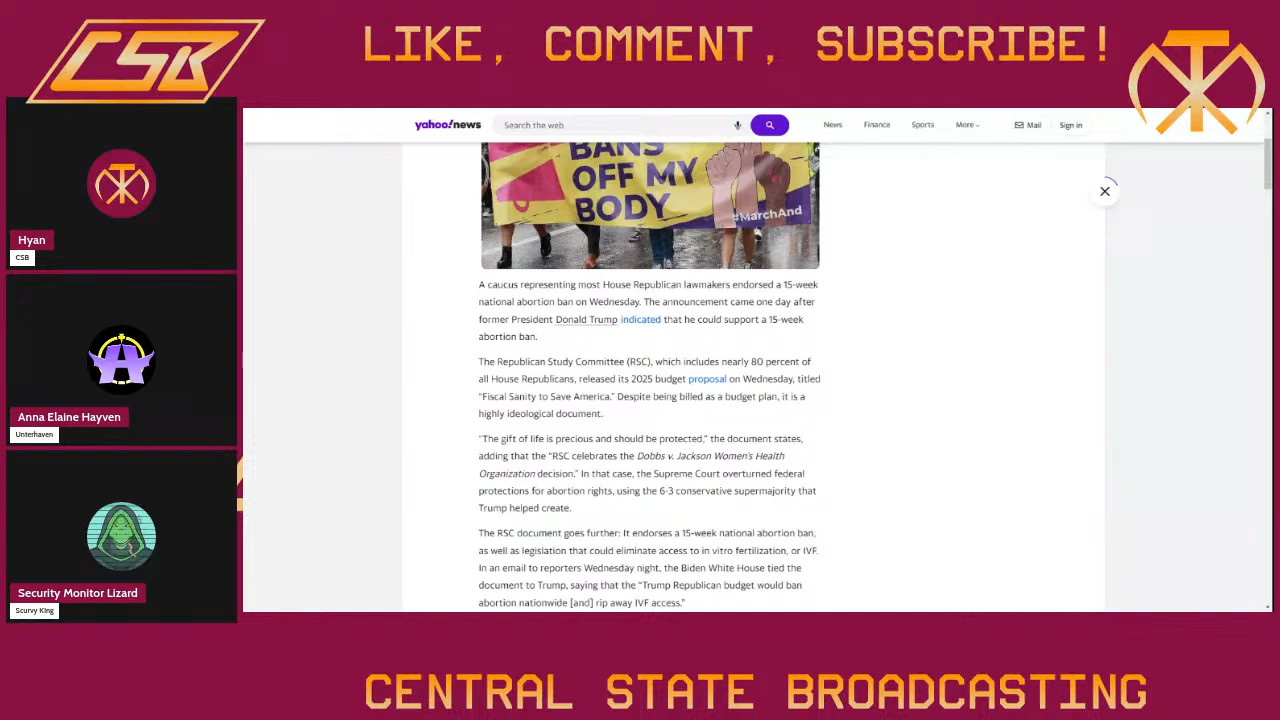 CSB
LIKE, COMMENT, SUBSCRIBE!
Hyan
CSB
Anna Elaine Hayven
Unterhaven
Security Monitor Lizard
Scurvy King
yahoo!news
Search the web
News Finance Sports More Mail Sign in
BANS
OFF MY
BODY
#MarchAnd
A caucus representing most House Republican lawmakers endorsed a 15-week
national abortion ban on Wednesday. The announcement came one day after
former President Donald Trump indicated that he could support a 15-week
abortion ban.
The Republican Study Committee (RSC), which includes nearly 80 percent of
all House Republicans, released its 2025 budget proposal on Wednesday, titled
“Fiscal Sanity to Save America.” Despite being billed as a budget plan, it is a
highly ideological document.
“The gift of life is precious and should be protected,” the document states,
adding that the “RSC celebrates the Dobbs v. Jackson Women’s Health
Organization decision.” In that case, the Supreme Court overturned federal
protections for abortion rights, using the 6-3 conservative supermajority that
Trump helped create.
The RSC document goes further: It endorses a 15-week national abortion ban,
as well as legislation that could eliminate access to in vitro fertilization, or IVF.
In an email to reporters Wednesday night, the Biden White House tied the
document to Trump, saying that the “Trump Republican budget would ban
abortion nationwide [and] rip away IVF access.”
CENTRAL STATE BROADCASTING